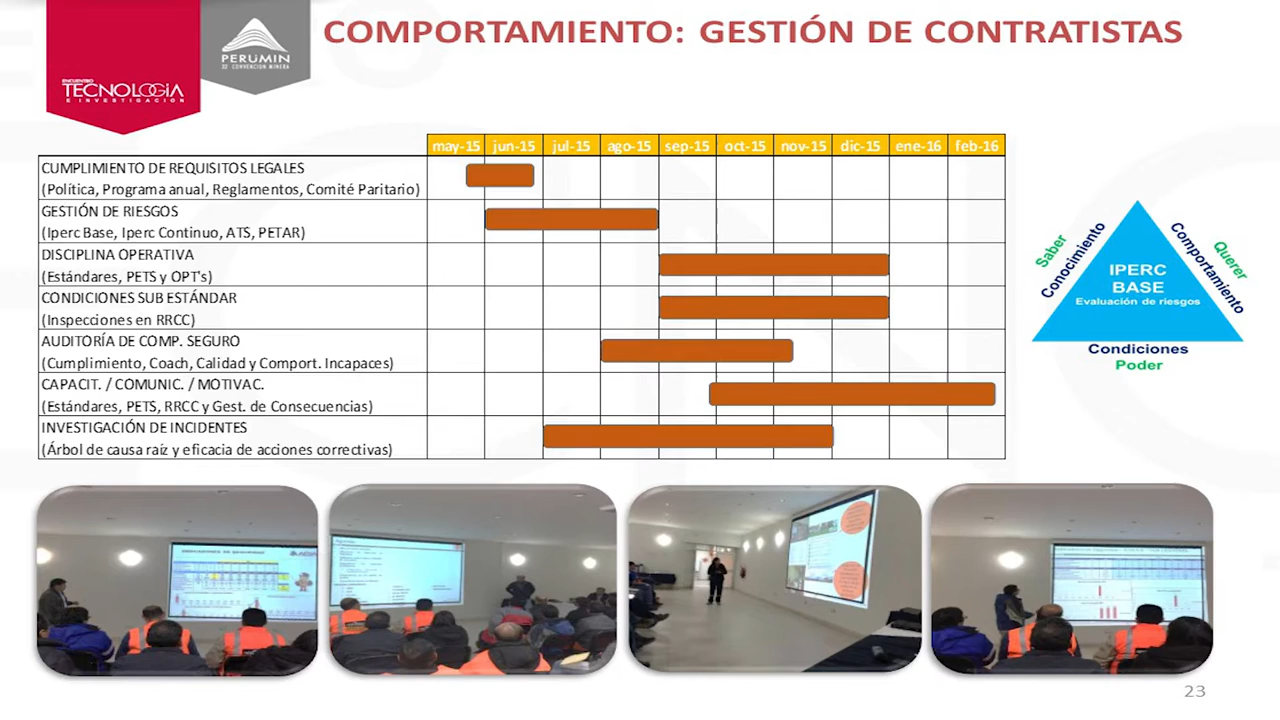 COMPORTAMIENTO: GESTIÓN DE CONTRATISTAS
ENCUENTRO
TECNOLOGÍA
E INVESTIGACIÓN
PERUMIN
32 CONVENCIÓN MINERA
may-15 jun-15 jul-15 ago-15 sep-15 oct-15 nov-15 dic-15 ene-16 feb-16
CUMPLIMIENTO DE REQUISITOS LEGALES
(Política, Programa anual, Reglamentos, Comité Paritario)
GESTIÓN DE RIESGOS
(Iperc Base, Iperc Continuo, ATS, PETAR)
DISCIPLINA OPERATIVA
(Estándares, PETS y OPT's)
CONDICIONES SUB ESTÁNDAR
(Inspecciones en RRCC)
AUDITORÍA DE COMP. SEGURO
(Cumplimiento, Coach, Calidad y Comport. Incapaces)
CAPACIT. / COMUNIC. / MOTIVAC.
(Estándares, PETS, RRCC y Gest. de Consecuencias)
INVESTIGACIÓN DE INCIDENTES
(Árbol de causa raíz y eficacia de acciones correctivas)
Saber
Conocimiento
Querer
Comportamiento
IPERC
BASE
Evaluación de riesgos
Condiciones
Poder
INDICADORES DE SEGURIDAD
Agenda
23